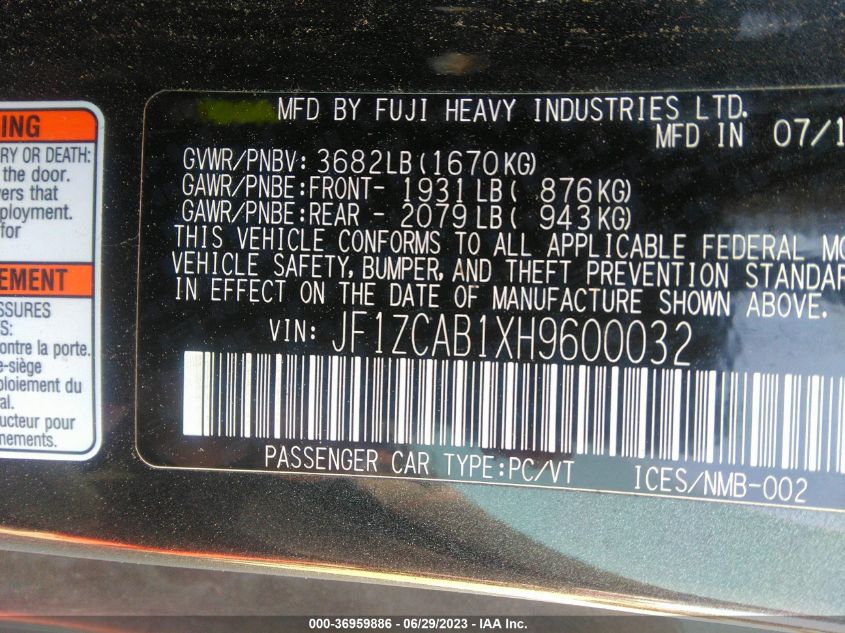 MFD BY FUJI HEAVY INDUSTRIES LTD.
MFD IN 07/1
GVWR/PNBV: 3682LB(1670KG)
GAWR/PNBE:FRONT- 1931LB( 876KG)
GAWR/PNBE:REAR - 2079LB( 943KG)
THIS VEHICLE CONFORMS TO ALL APPLICABLE FEDERAL MO
VEHICLE SAFETY, BUMPER, AND THEFT PREVENTION STANDAR
IN EFFECT ON THE DATE OF MANUFACTURE SHOWN ABOVE.
VIN: JF1ZCAB1XH9600032
PASSENGER CAR TYPE:PC/VT
ICES/NMB-002
ING
RY OR DEATH:
the door.
vers that
ployment.
for
EMENT
SSURES
ontre la porte.
e-siège
ploiement du
al.
ucteur pour
nements.
000-36959886 - 06/29/2023 - IAA Inc.